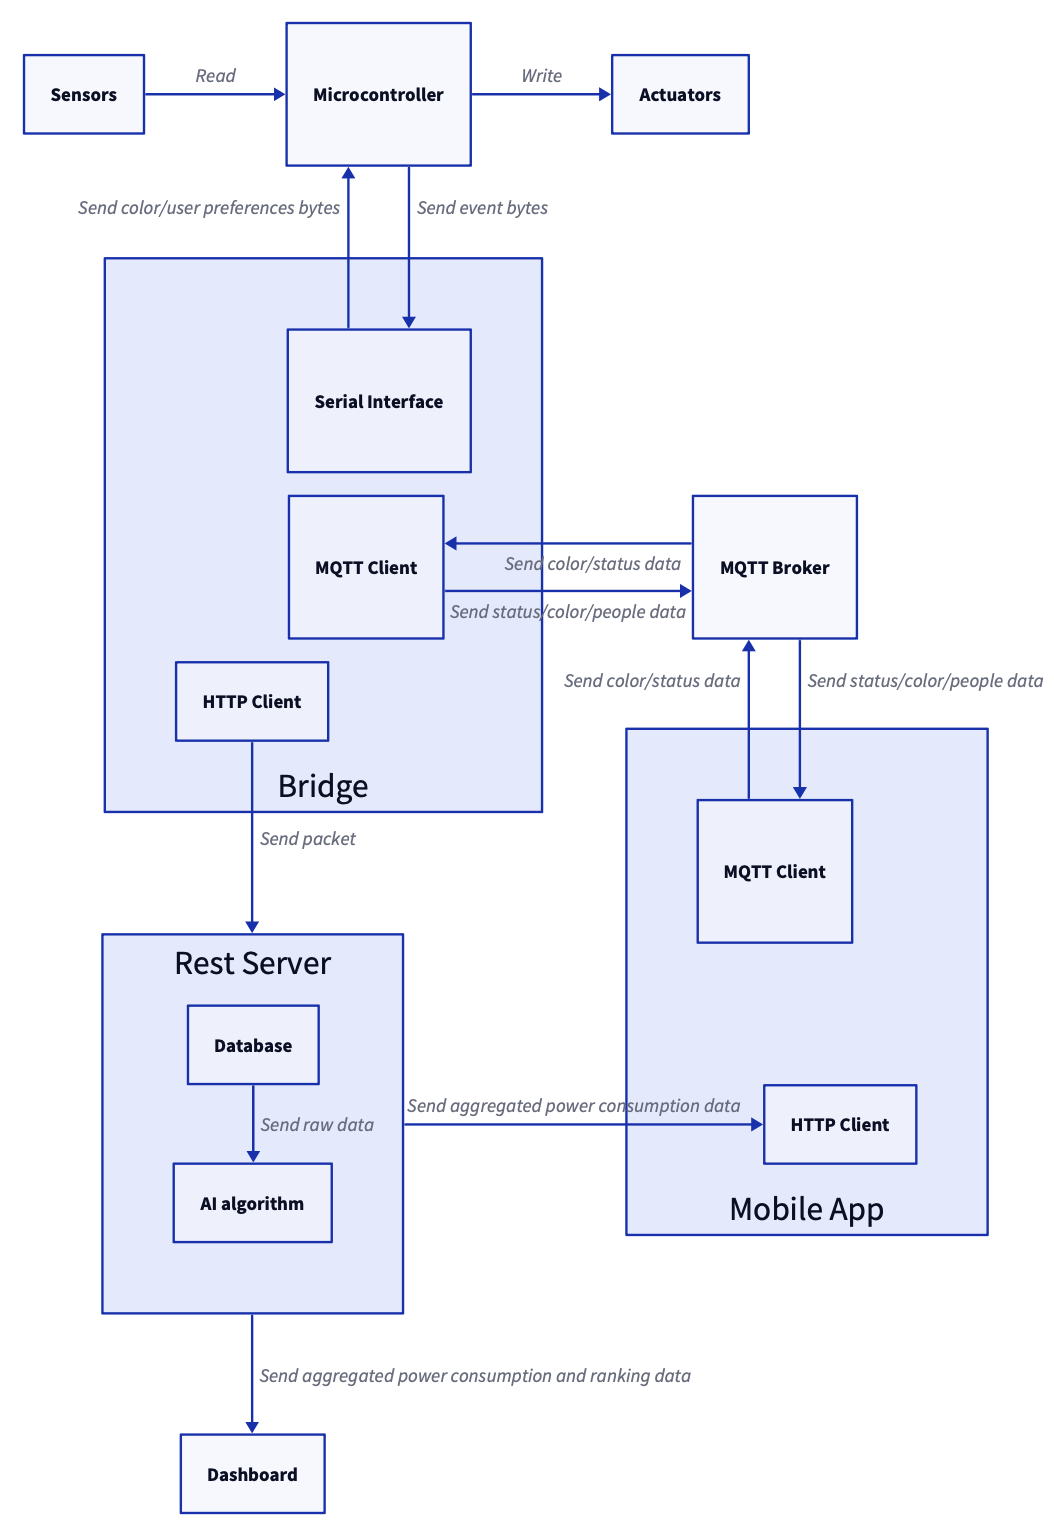 Sensors
Read
Microcontroller
Write
Actuators
Send color/user preferences bytes
Send event bytes
Serial Interface
MQTT Client
Send color/status data
Send status/color/people data
MQTT Broker
HTTP Client
Bridge
Send color/status data
Send status/color/people data
MQTT Client
Send packet
Rest Server
Database
Send raw data
AI algorithm
Send aggregated power consumption data
HTTP Client
Mobile App
Send aggregated power consumption and ranking data
Dashboard